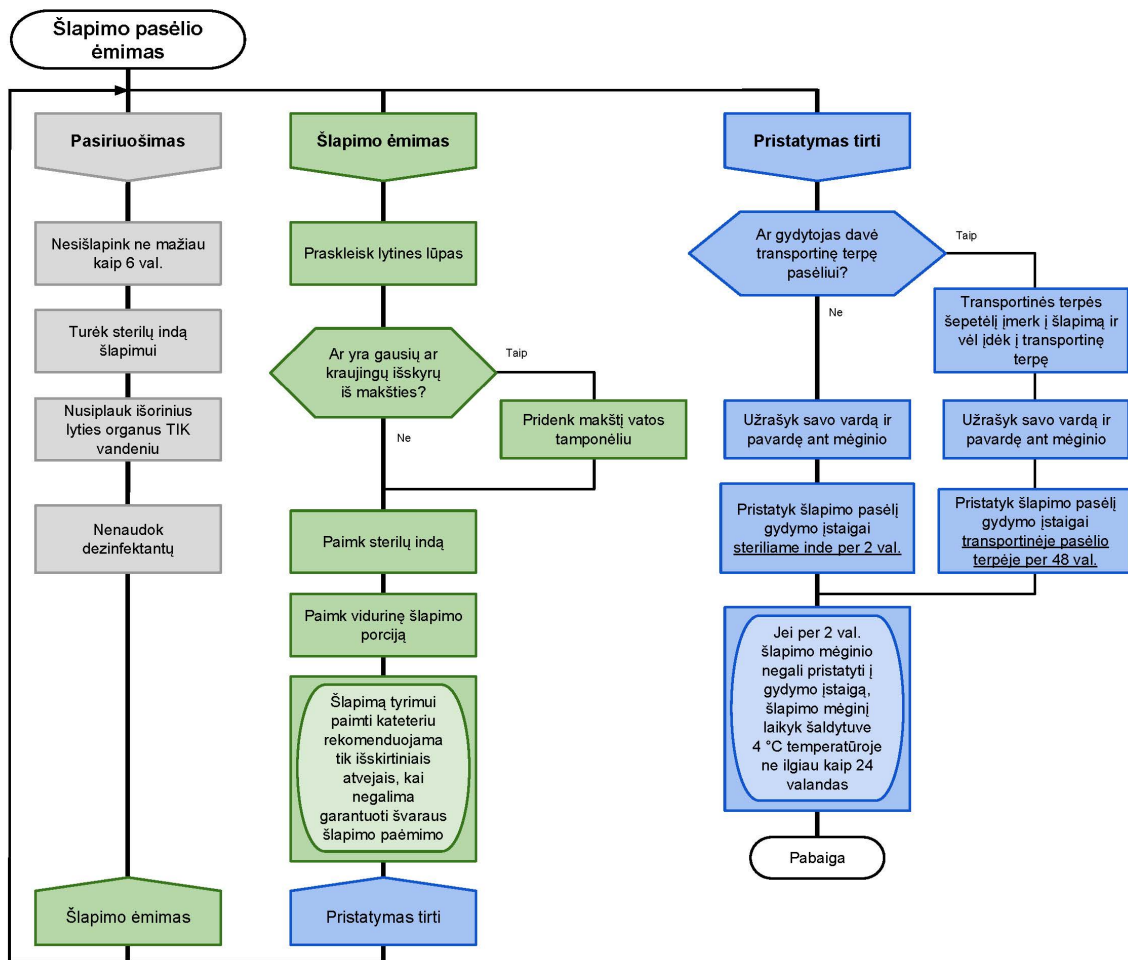 Šlapimo pasėlio
ėmimas
Pasiriuošimas
Nesišlapink ne mažiau
kaip 6 val.
Turėk sterilų indą
šlapimui
Nusiplauk išorinius
lyties organus TIK
vandeniu
Nenaudok
dezinfektantų
Šlapimo ėmimas
Šlapimo ėmimas
Praskleisk lytines lūpas
Ar yra gausių ar
kraujingų išskyrų
iš makšties?
Taip
Pridenk makštį vatos
tamponėliu
Ne
Paimk sterilų indą
Paimk vidurinę šlapimo
porciją
Šlapimą tyrimui
paimti kateteriu
rekomenduojama
tik išskirtiniais
atvejais, kai
negalima
garantuoti švaraus
šlapimo paėmimo
Pristatymas tirti
Pristatymas tirti
Ar gydytojas davė
transportinę terpę
pasėliui?
Taip
Transportinės terpės
šepetėlį įmerk į šlapimą ir
vėl įdėk į transportinę
terpę
Užrašyk savo vardą ir
pavardę ant mėginio
Pristatyk šlapimo pasėlį
gydymo įstaigai
transportinėje pasėlio
terpėje per 48 val.
Ne
Užrašyk savo vardą ir
pavardę ant mėginio
Pristatyk šlapimo pasėlį
gydymo įstaigai
steriliame inde per 2 val.
Jei per 2 val.
šlapimo mėginio
negali pristatyti į
gydymo įstaigą,
šlapimo mėginį
laikyk šaldytuve
4 °C temperatūroje
ne ilgiau kaip 24
valandas
Pabaiga